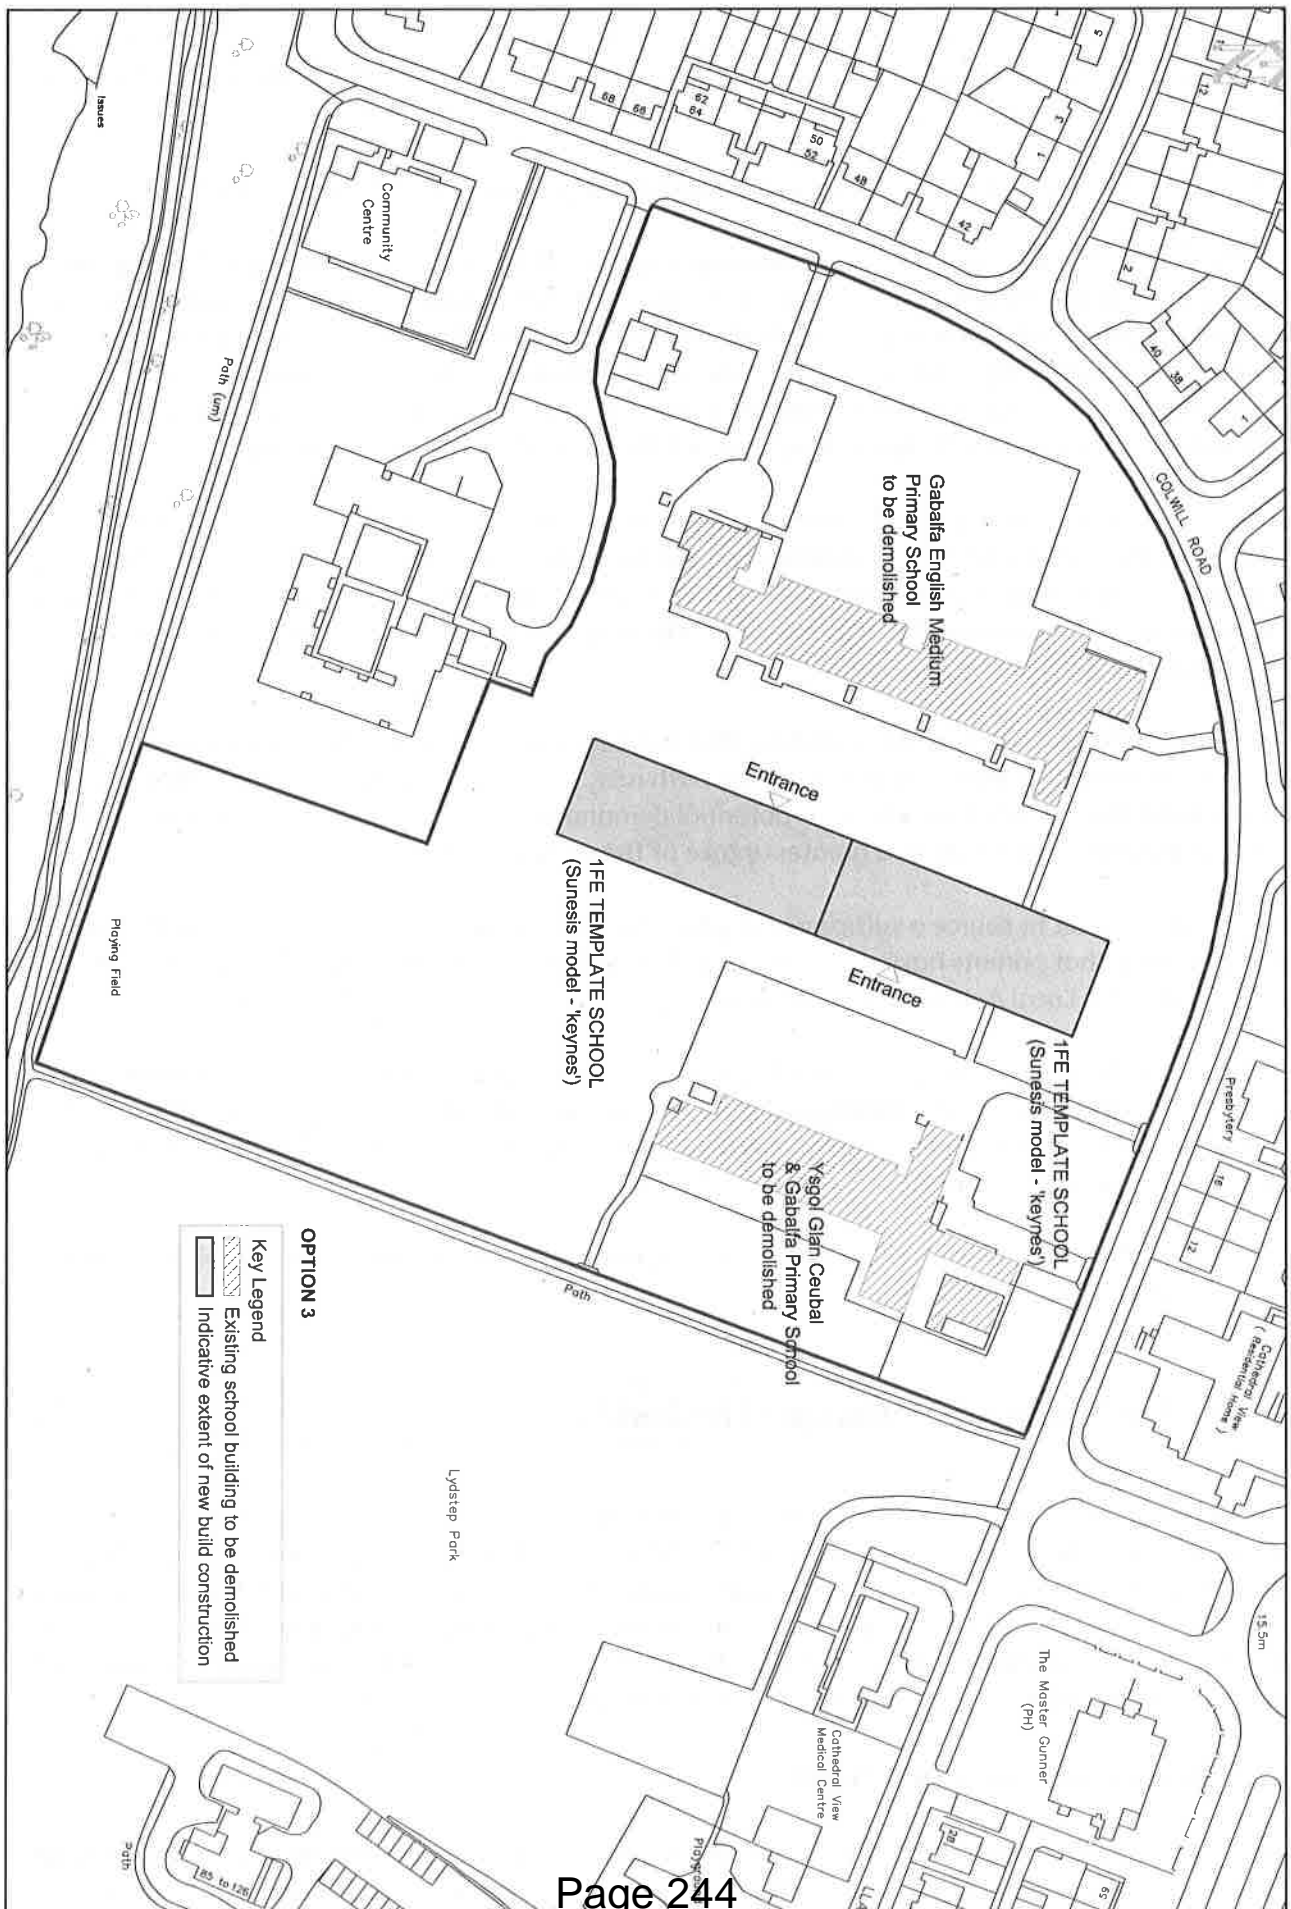 Issues
Community
Centre
Path (um)
68
66
62
64
50
52
48
42
5
3
1
12
2
40
38
1
COLWILL ROAD
Gabalfa English Medium
Primary School
to be demolished
Entrance
Entrance
1FE TEMPLATE SCHOOL
(Sunesis model - 'keynes')
1FE TEMPLATE SCHOOL
(Sunesis model - 'keynes')
Playing Field
Presbytery
16
12
Cathedral View
( Residential Home )
Ysgol Glan Ceubal
& Gabalfa Primary School
to be demolished
Path
OPTION 3
Key Legend
Existing school building to be demolished
Indicative extent of new build construction
Lydstep Park
15.5m
The Master Gunner
(PH)
Cathedral View
Medical Centre
Playground
28
59
85 to 126
Path
Page 244